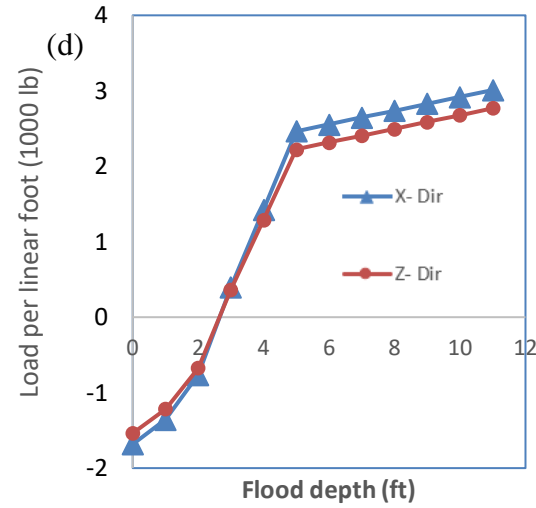 (d)
Load per linear foot (1000 lb)
4
3
2
1
0
-1
-2
0 2 4 6 8 10 12
X- Dir
Z- Dir
Flood depth (ft)